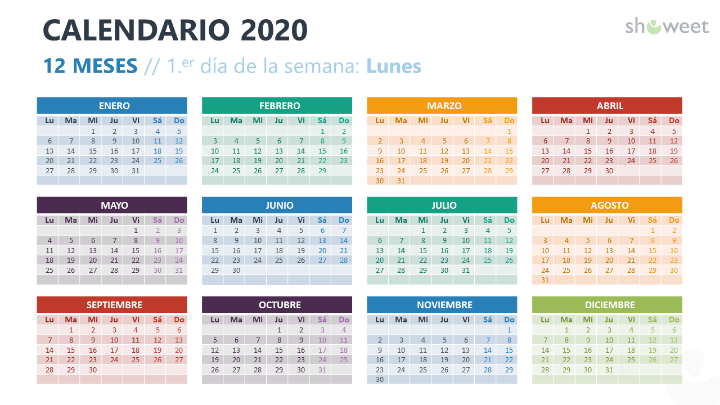 CALENDARIO 2020
sh weet
12 MESES // 1.er día de la semana: Lunes
ENERO
Lu Ma Mi Ju Vi Sá Do
1 2 3 4 5
6 7 8 9 10 11 12
13 14 15 16 17 18 19
20 21 22 23 24 25 26
27 28 29 30 31
FEBRERO
Lu Ma Mi Ju Vi Sá Do
1 2
3 4 5 6 7 8 9
10 11 12 13 14 15 16
17 18 19 20 21 22 23
24 25 26 27 28 29
MARZO
Lu Ma Mi Ju Vi Sá Do
1
2 3 4 5 6 7 8
9 10 11 12 13 14 15
16 17 18 19 20 21 22
23 24 25 26 27 28 29
30 31
ABRIL
Lu Ma Mi Ju Vi Sá Do
1 2 3 4 5
6 7 8 9 10 11 12
13 14 15 16 17 18 19
20 21 22 23 24 25 26
27 28 29 30
MAYO
Lu Ma Mi Ju Vi Sá Do
1 2 3
4 5 6 7 8 9 10
11 12 13 14 15 16 17
18 19 20 21 22 23 24
25 26 27 28 29 30 31
JUNIO
Lu Ma Mi Ju Vi Sá Do
1 2 3 4 5 6 7
8 9 10 11 12 13 14
15 16 17 18 19 20 21
22 23 24 25 26 27 28
29 30
JULIO
Lu Ma Mi Ju Vi Sá Do
1 2 3 4 5
6 7 8 9 10 11 12
13 14 15 16 17 18 19
20 21 22 23 24 25 26
27 28 29 30 31
AGOSTO
Lu Ma Mi Ju Vi Sá Do
1 2
3 4 5 6 7 8 9
10 11 12 13 14 15 16
17 18 19 20 21 22 23
24 25 26 27 28 29 30
31
SEPTIEMBRE
Lu Ma Mi Ju Vi Sá Do
1 2 3 4 5 6
7 8 9 10 11 12 13
14 15 16 17 18 19 20
21 22 23 24 25 26 27
28 29 30
OCTUBRE
Lu Ma Mi Ju Vi Sá Do
1 2 3 4
5 6 7 8 9 10 11
12 13 14 15 16 17 18
19 20 21 22 23 24 25
26 27 28 29 30 31
NOVIEMBRE
Lu Ma Mi Ju Vi Sá Do
1
2 3 4 5 6 7 8
9 10 11 12 13 14 15
16 17 18 19 20 21 22
23 24 25 26 27 28 29
30
DICIEMBRE
Lu Ma Mi Ju Vi Sá Do
1 2 3 4 5 6
7 8 9 10 11 12 13
14 15 16 17 18 19 20
21 22 23 24 25 26 27
28 29 30 31